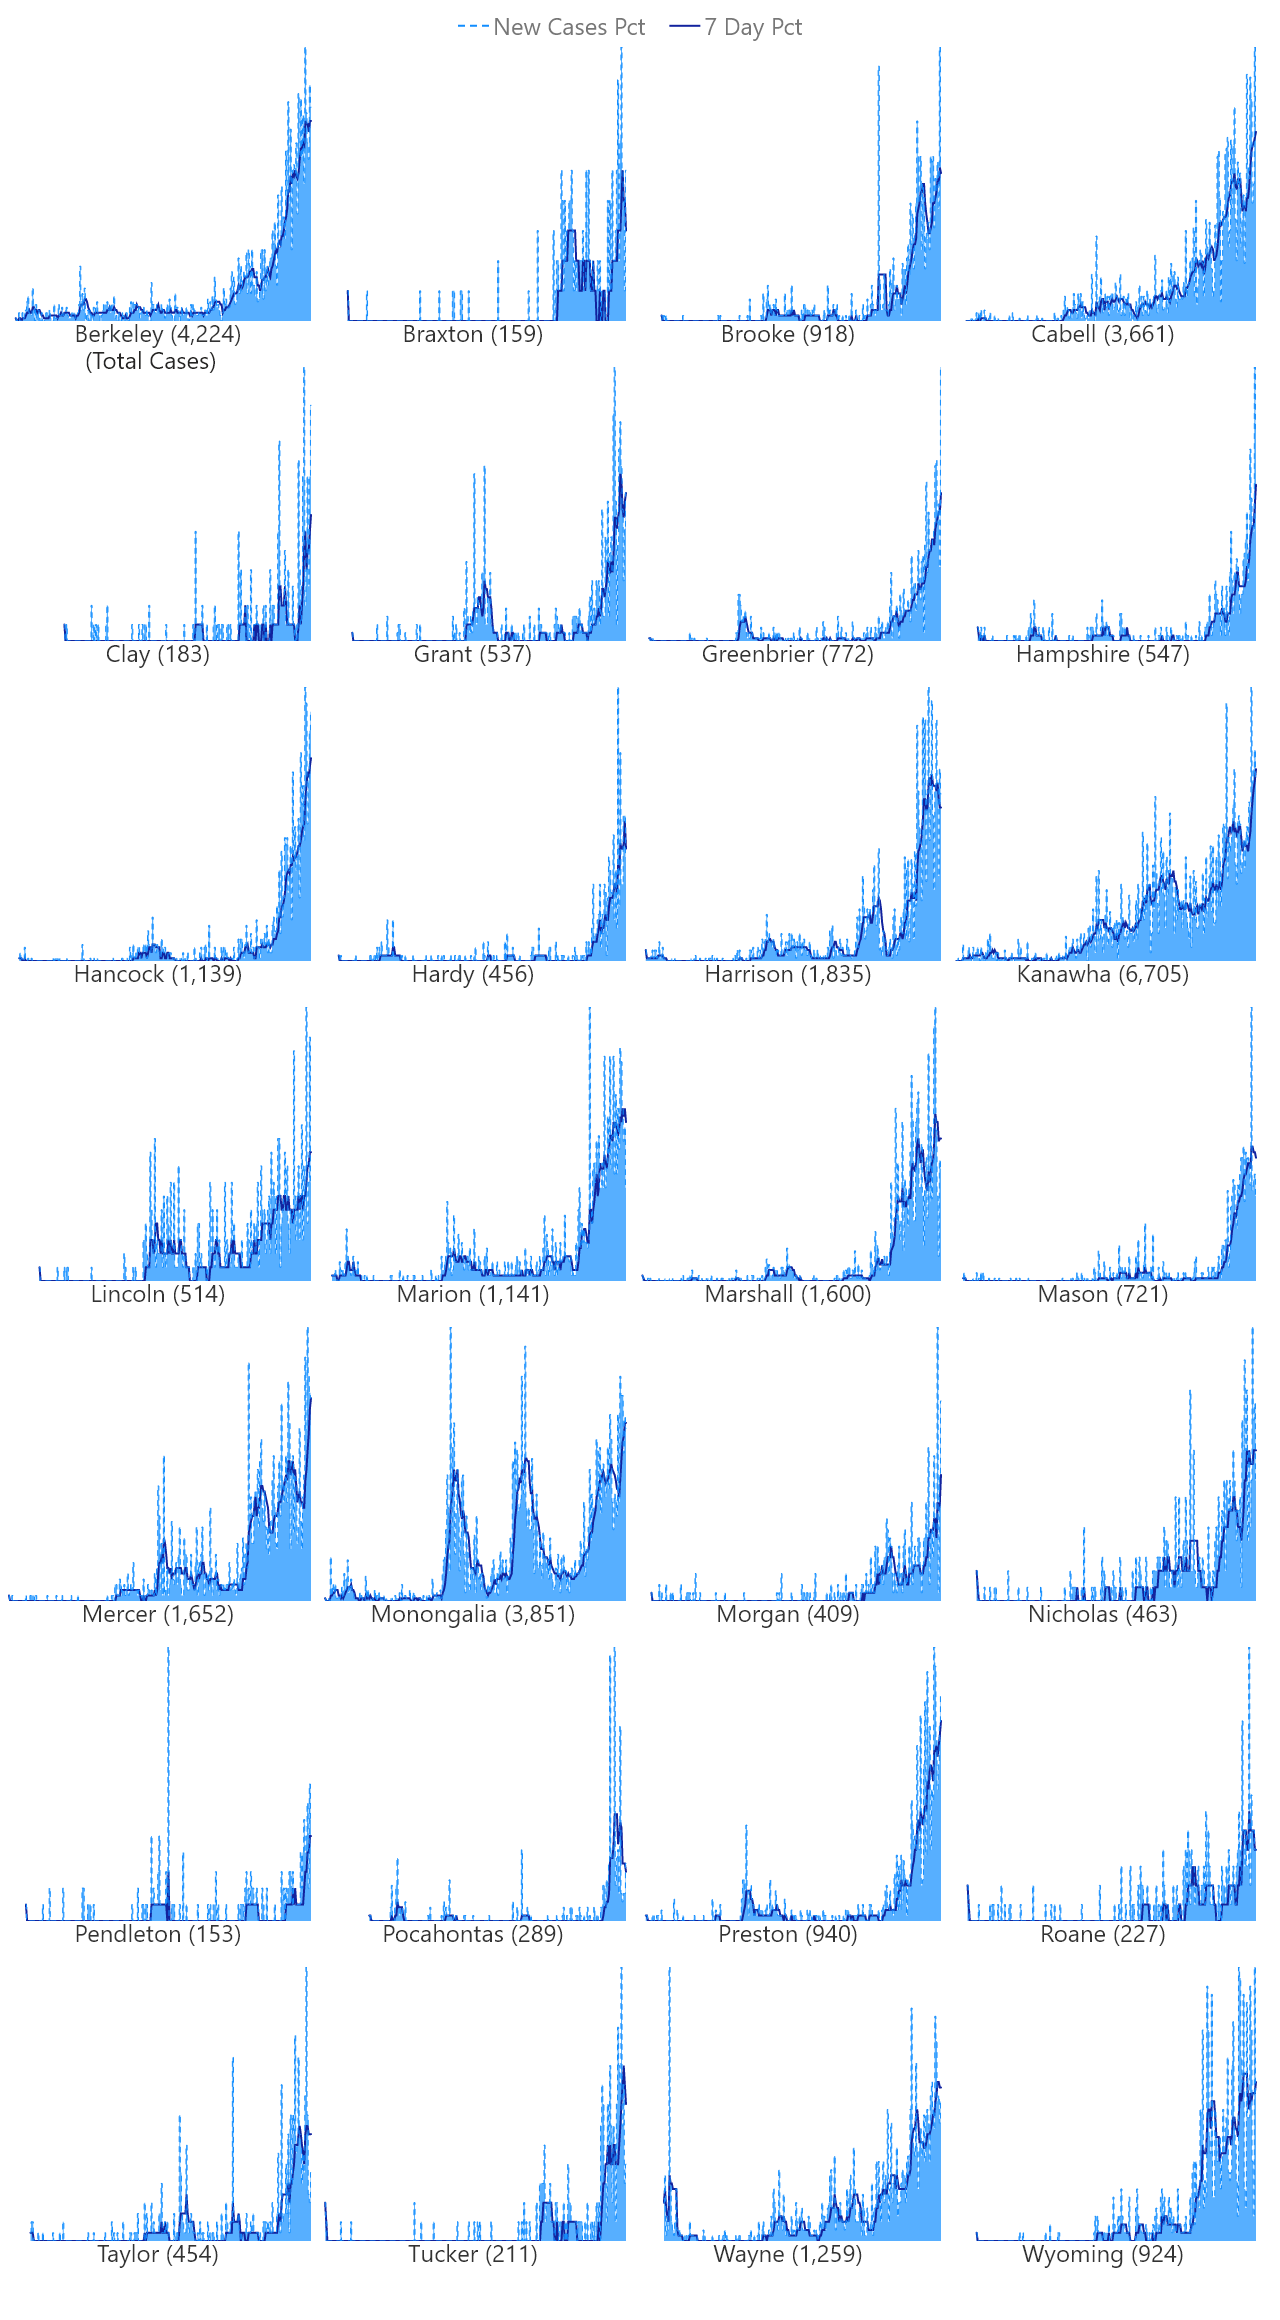 New Cases Pct 7 Day Pct
Berkeley (4,224) Braxton (159) Brooke (918) Cabell (3,661)
(Total Cases)
Clay (183) Grant (537) Greenbrier (772) Hampshire (547)
Hancock (1,139) Hardy (456) Harrison (1,835) Kanawha (6,705)
Lincoln (514) Marion (1,141) Marshall (1,600) Mason (721)
Mercer (1,652) Monongalia (3,851) Morgan (409) Nicholas (463)
Pendleton (153) Pocahontas (289) Preston (940) Roane (227)
Taylor (454) Tucker (211) Wayne (1,259) Wyoming (924)